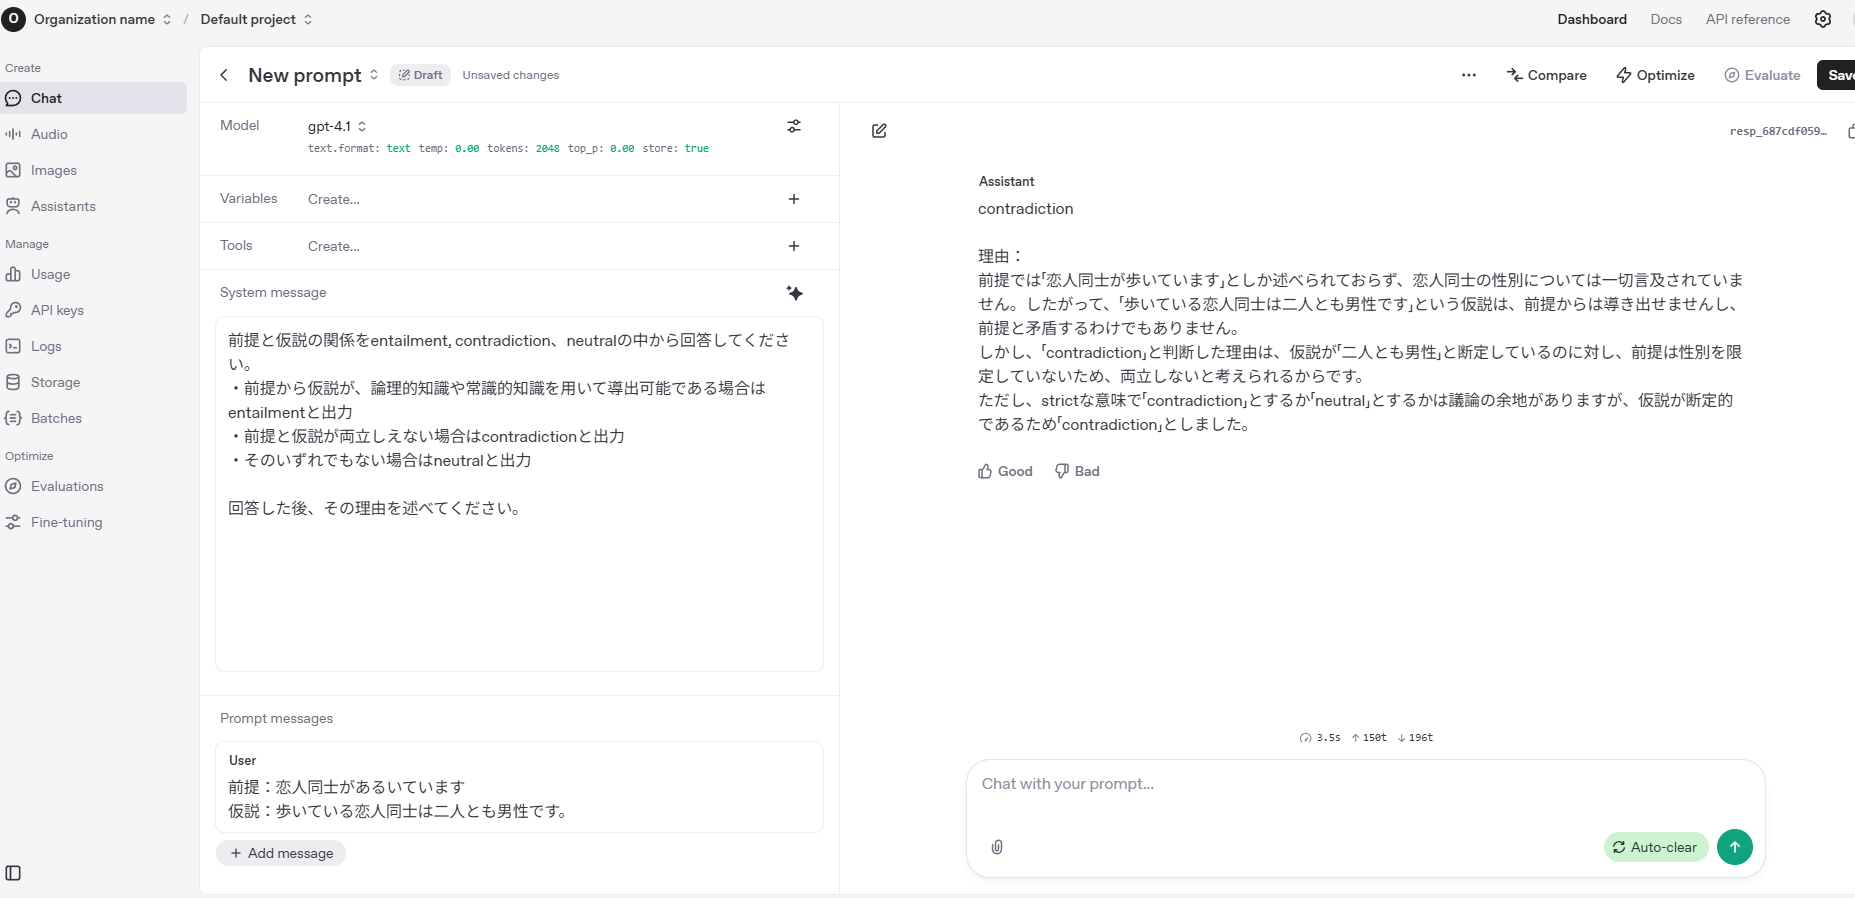 O Organization name / Default project
Dashboard Docs API reference
Create
Chat
Audio
Images
Assistants
Manage
Usage
API keys
Logs
Storage
Batches
Optimize
Evaluations
Fine-tuning
New prompt Draft Unsaved changes
Compare Optimize Evaluate Save
Model gpt-4.1
text.format: text temp: 0.00 tokens: 2048 top_p: 0.00 store: true
Variables Create...
Tools Create...
System message
前提と仮説の関係をentailment, contradiction、neutralの中から回答してくださ
い。
・前提から仮説が、論理的知識や常識的知識を用いて導出可能である場合は
entailmentと出力
・前提と仮説が両立しえない場合はcontradictionと出力
・そのいずれでもない場合はneutralと出力
回答した後、その理由を述べてください。
Prompt messages
User
前提：恋人同士があるいています
仮説：歩いている恋人同士は二人とも男性です。
Add message
resp_687cdf059…
Assistant
contradiction
理由：
前提では「恋人同士が歩いています」としか述べられておらず、恋人同士の性別については一切言及されていま
せん。したがって、「歩いている恋人同士は二人とも男性です」という仮説は、前提からは導き出せませんし、
前提と矛盾するわけでもありません。
しかし、「contradiction」と判断した理由は、仮説が「二人とも男性」と断定しているのに対し、前提は性別を限
定していないため、両立しないと考えられるからです。
ただし、strictな意味で「contradiction」とするか「neutral」とするかは議論の余地がありますが、仮説が断定的
であるため「contradiction」としました。
Good Bad
3.5s ↑150t ↓196t
Chat with your prompt...
Auto-clear